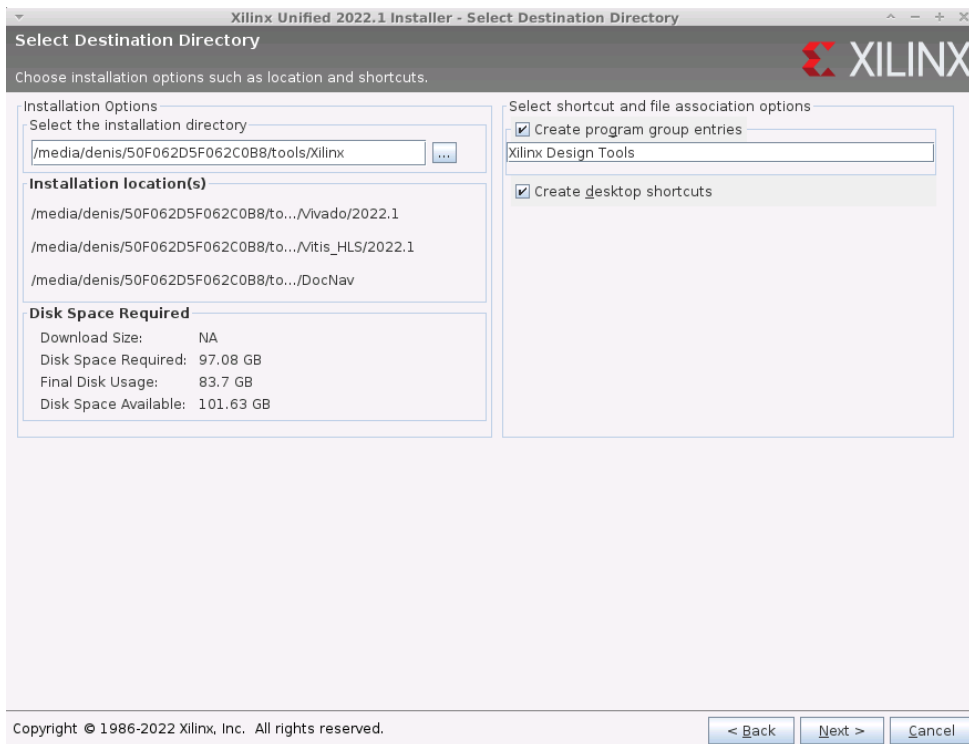 Xilinx Unified 2022.1 Installer - Select Destination Directory
Select Destination Directory
XILINX
Choose installation options such as location and shortcuts.
Installation Options
Select the installation directory
/media/denis/50F062D5F062C0B8/tools/Xilinx
...
Installation location(s)
/media/denis/50F062D5F062C0B8/to.../Vivado/2022.1
/media/denis/50F062D5F062C0B8/to.../Vitis_HLS/2022.1
/media/denis/50F062D5F062C0B8/to.../DocNav
Disk Space Required
Download Size: NA
Disk Space Required: 97.08 GB
Final Disk Usage: 83.7 GB
Disk Space Available: 101.63 GB
Select shortcut and file association options
Create program group entries
Xilinx Design Tools
Create desktop shortcuts
Copyright © 1986-2022 Xilinx, Inc. All rights reserved.
< Back
Next >
Cancel